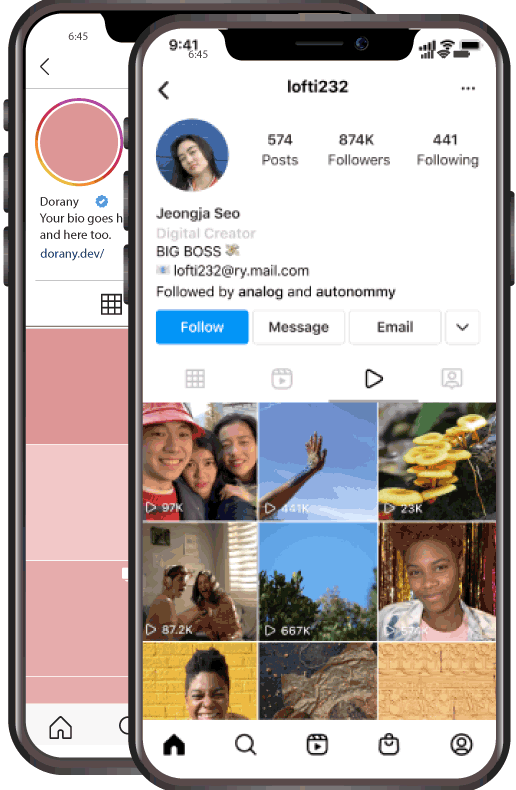 6:45
Dorany
Your bio goes h
and here too.
dorany.dev/
9:41
6:45
lofti232
574
Posts
874K
Followers
441
Following
Jeongja Seo
Digital Creator
BIG BOSS
lofti232@ry.mail.com
Followed by analog and autonommy
Follow
Message
Email
97K
441K
23K
87.2K
667K